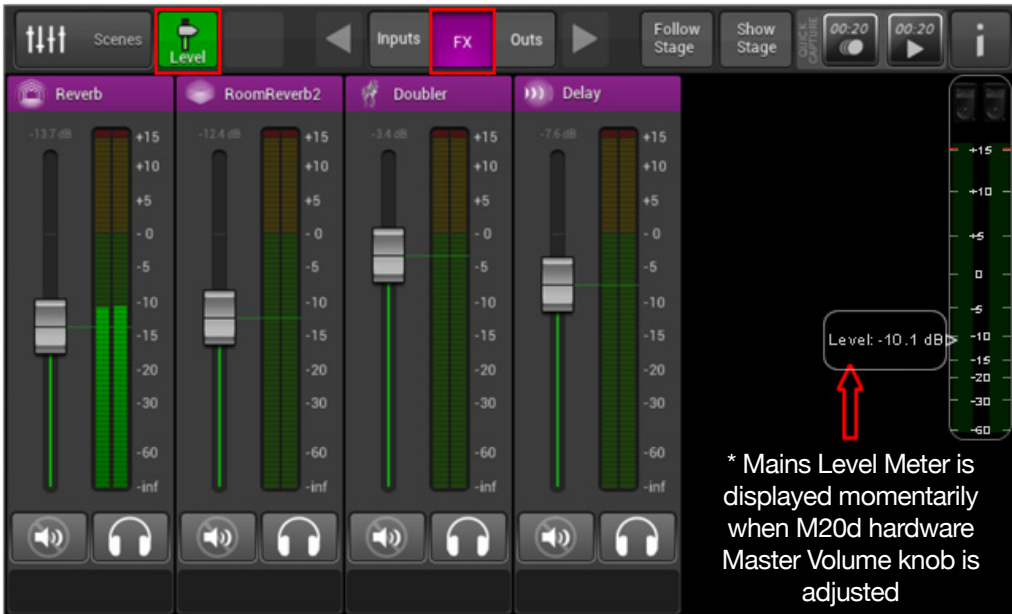 Scenes
Level
Inputs
FX
Outs
Follow
Stage
Show
Stage
QUICK
CAPTURE
00:20
00:20
i
Reverb
RoomReverb2
Doubler
Delay
-13.7 dB
+15
+10
+5
- 0
-5
-10
-15
-20
-30
-60
-inf
-12.4 dB
+15
+10
+5
- 0
-5
-10
-15
-20
-30
-60
-inf
-3.4 dB
+15
+10
+5
- 0
-5
-10
-15
-20
-30
-60
-inf
-7.6 dB
+15
+10
+5
- 0
-5
-10
-15
-20
-30
-60
-inf
+15
+10
+5
0
-5
-10
-15
-20
-30
-60
Level: -10.1 dB
* Mains Level Meter is
displayed momentarily
when M20d hardware
Master Volume knob is
adjusted